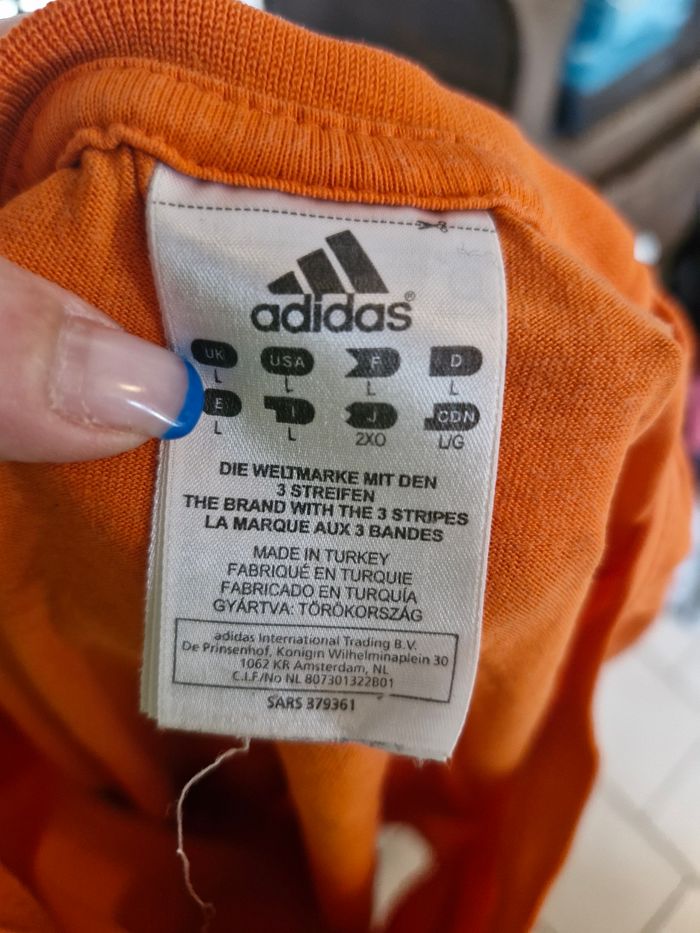 adidas®
UK USA F D
L L L L
E I J CDN
L L 2XO L/G
DIE WELTMARKE MIT DEN
3 STREIFEN
THE BRAND WITH THE 3 STRIPES
LA MARQUE AUX 3 BANDES
MADE IN TURKEY
FABRIQUÉ EN TURQUIE
FABRICADO EN TURQUÍA
GYÁRTVA: TÖRÖKORSZÁG
adidas International Trading B.V.
De Prinsenhof, Konigin Wilhelminaplein 30
1062 KR Amsterdam, NL
C.I.F/No NL 807301322B01
SARS 379361